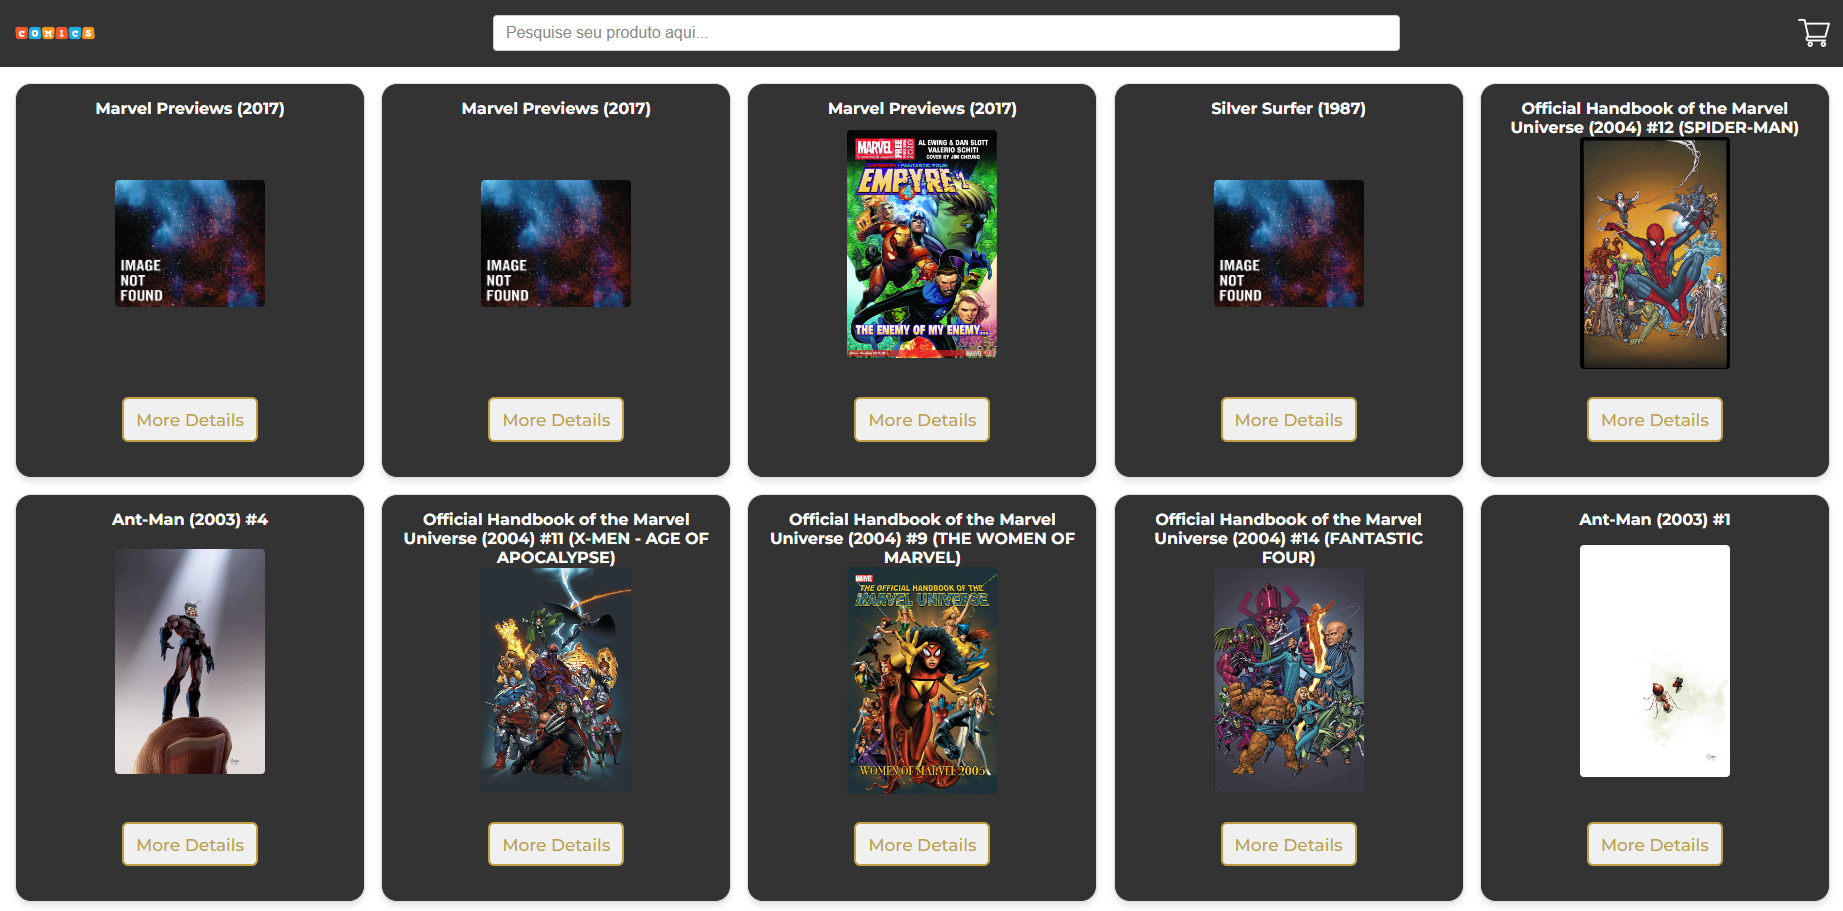 COMICS
Pesquise seu produto aqui...
Marvel Previews (2017)
IMAGE
NOT
FOUND
More Details
Marvel Previews (2017)
IMAGE
NOT
FOUND
More Details
Marvel Previews (2017)
MARVEL
FREE
AL EWING & DAN SLOTT
VALERIO SCHITI
COVER BY JIM CHEUNG
AVENGERS FANTASTIC FOUR
EMPYRE
THE ENEMY OF MY ENEMY...
More Details
Silver Surfer (1987)
IMAGE
NOT
FOUND
More Details
Official Handbook of the Marvel
Universe (2004) #12 (SPIDER-MAN)
More Details
Ant-Man (2003) #4
More Details
Official Handbook of the Marvel
Universe (2004) #11 (X-MEN - AGE OF
APOCALYPSE)
More Details
Official Handbook of the Marvel
Universe (2004) #9 (THE WOMEN OF
MARVEL)
MARVEL
THE OFFICIAL HANDBOOK OF THE
MARVEL UNIVERSE
WOMEN OF MARVEL 2005
More Details
Official Handbook of the Marvel
Universe (2004) #14 (FANTASTIC
FOUR)
More Details
Ant-Man (2003) #1
More Details